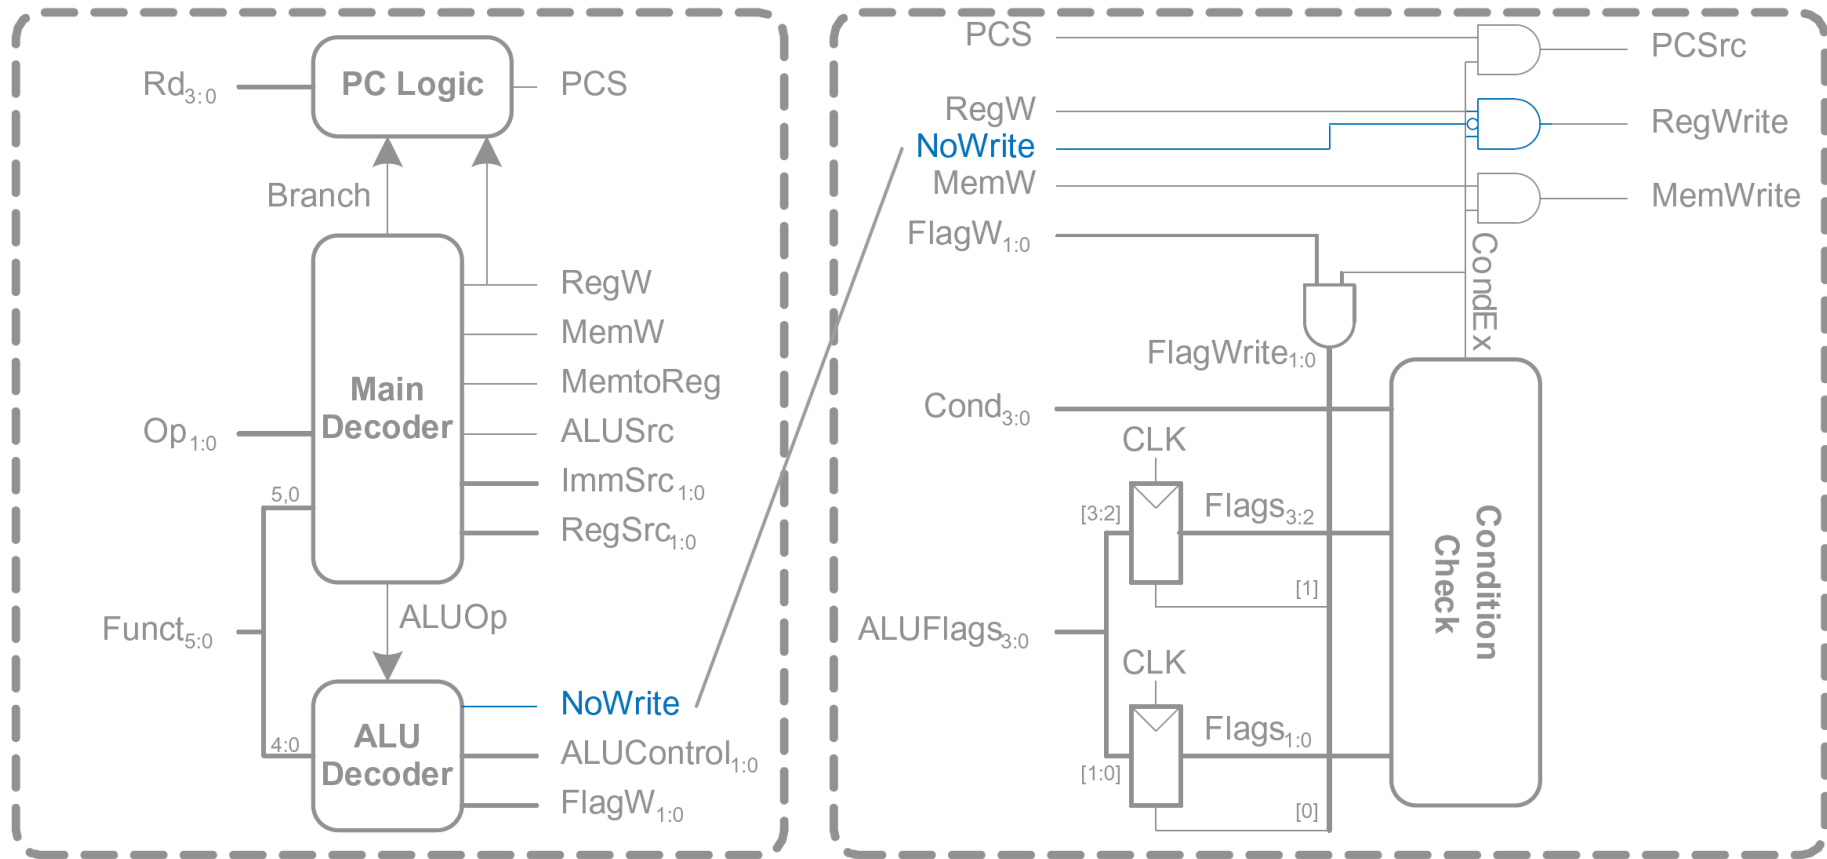 Rd3:0
PC Logic
PCS
Branch
RegW
MemW
MemtoReg
Main
Decoder
ALUSrc
Op1:0
ImmSrc1:0
5,0
RegSrc1:0
ALUOp
Funct5:0
NoWrite
4:0
ALU
Decoder
ALUControl1:0
FlagW1:0
PCS
PCSrc
RegW
RegWrite
NoWrite
MemW
MemWrite
FlagW1:0
CondEx
FlagWrite1:0
Cond3:0
CLK
[3:2]
Flags3:2
Condition
Check
[1]
ALUFlags3:0
CLK
Flags1:0
[1:0]
[0]